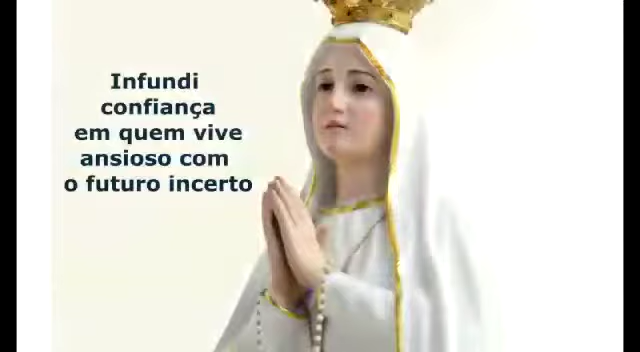 Infundi
confiança
em quem vive
ansioso com
o futuro incerto